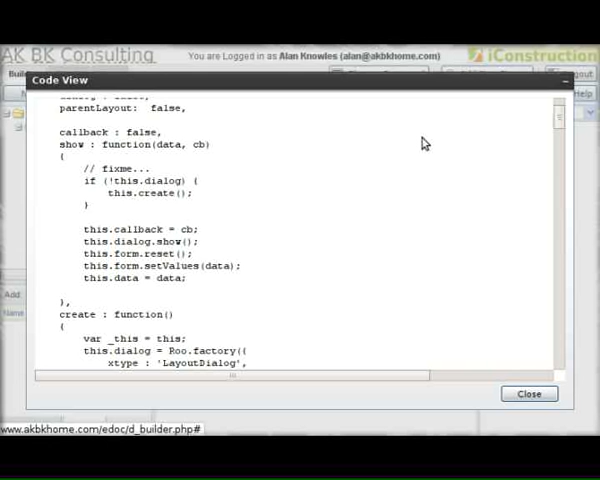 AK BK Consulting
You are Logged in as Alan Knowles (alan@akbkhome.com)
iConstruction
Logout
Code View
Help
parentLayout:  false,
callback : false,
show : function(data, cb)
{
// fixme...
if (!this.dialog) {
this.create();
}
this.callback = cb;
this.dialog.show();
this.form.reset();
this.form.setValues(data);
this.data = data;
},
create : function()
{
var _this = this;
this.dialog = Roo.factory({
xtype : 'LayoutDialog',
Add
Name
Close
www.akbkhome.com/edoc/d_builder.php#